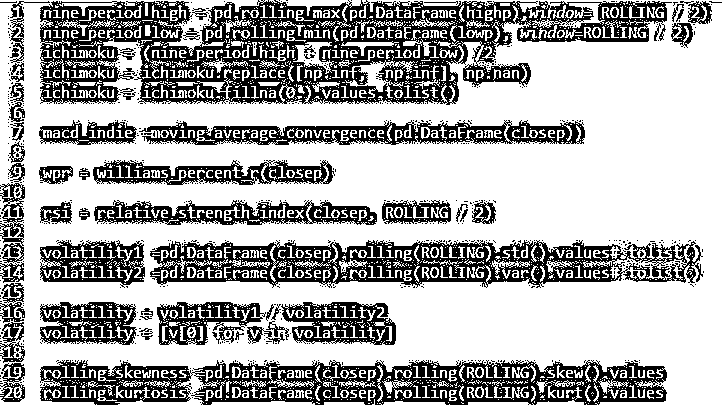 1 nine_period_high = pd.rolling_max(pd.DataFrame(highp), window= ROLLING // 2)
2 nine_period_low = pd.rolling_min(pd.DataFrame(lowp), window=ROLLING // 2)
3 ichimoku = (nine_period_high + nine_period_low) /2
4 ichimoku = ichimoku.replace([np.inf, -np.inf], np.nan)
5 ichimoku = ichimoku.fillna(0.).values.tolist()
6
7 macd_indie =moving_average_convergence(pd.DataFrame(closep))
8
9 wpr = williams_percent_r(closep)
10
11 rsi = relative_strength_index(closep, ROLLING // 2)
12
13 volatility1 =pd.DataFrame(closep).rolling(ROLLING).std().values#.tolist()
14 volatility2 =pd.DataFrame(closep).rolling(ROLLING).var().values#.tolist()
15
16 volatility = volatility1 // volatility2
17 volatility = [v[0] for v in volatility]
18
19 rolling_skewness =pd.DataFrame(closep).rolling(ROLLING).skew().values
20 rolling_kurtosis =pd.DataFrame(closep).rolling(ROLLING).kurt().values